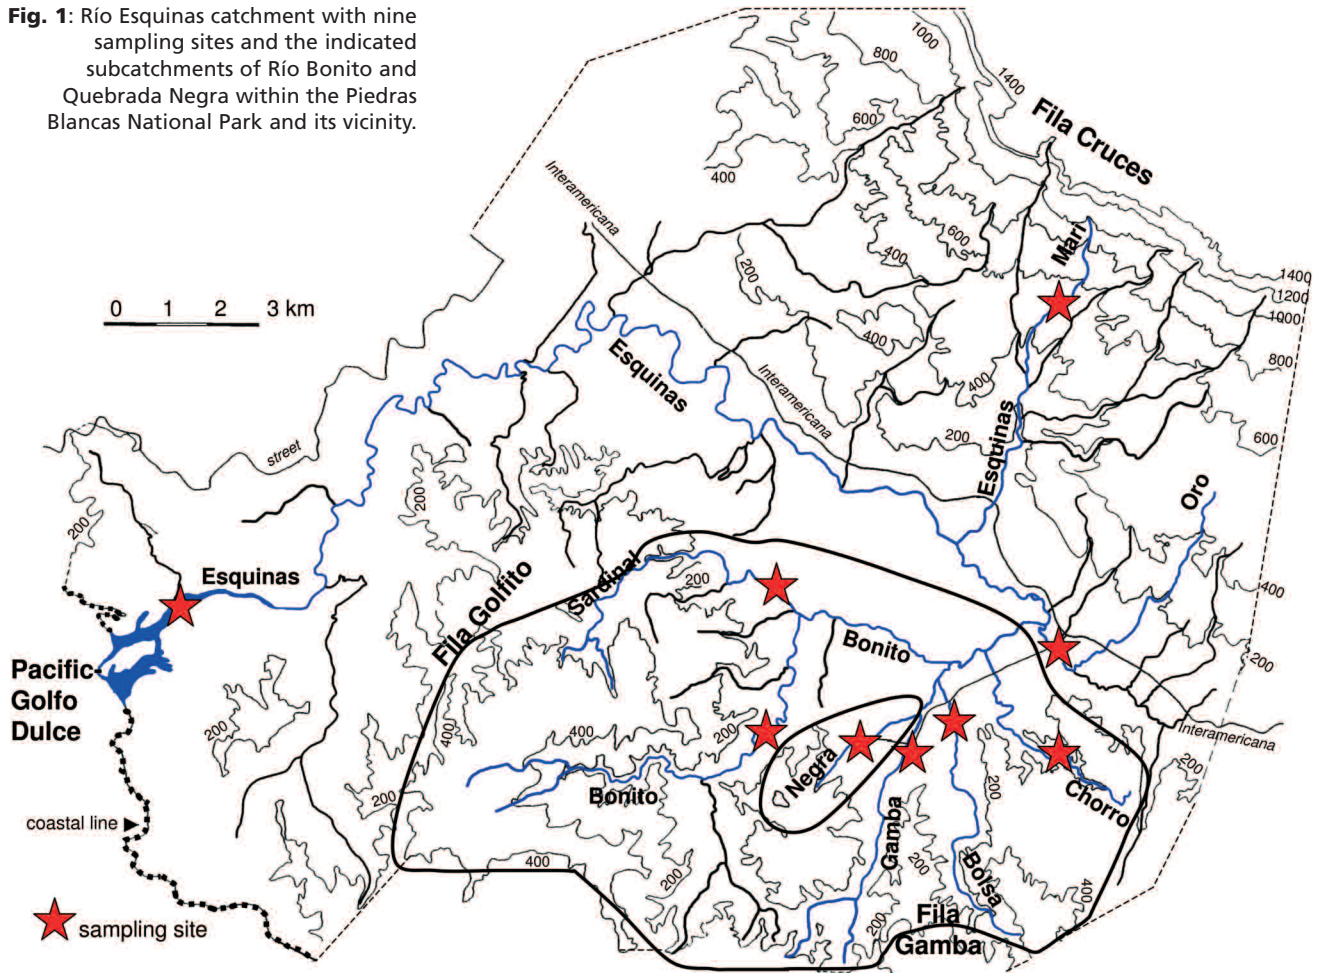 Fig. 1: Río Esquinas catchment with nine
sampling sites and the indicated
subcatchments of Río Bonito and
Quebrada Negra within the Piedras
Blancas National Park and its vicinity.
1000
800
1400
600
Fila Cruces
400
Interamericana
600
Mari
400
200
1400
1200
1000
0 1 2 3 km
400
800
Esquinas
Interamericana
400
Esquinas
200
600
street
Oro
200
200
Esquinas
Fila Golfito
Sardinal
200
400
Bonito
200
Pacific-
Golfo
Dulce
200
400
400
200
Negra
Interamericana
200
200
Bonito
200
Chorro
coastal line
Gamba
400
200
200
Bolsa
400
200
Fila
Gamba
sampling site